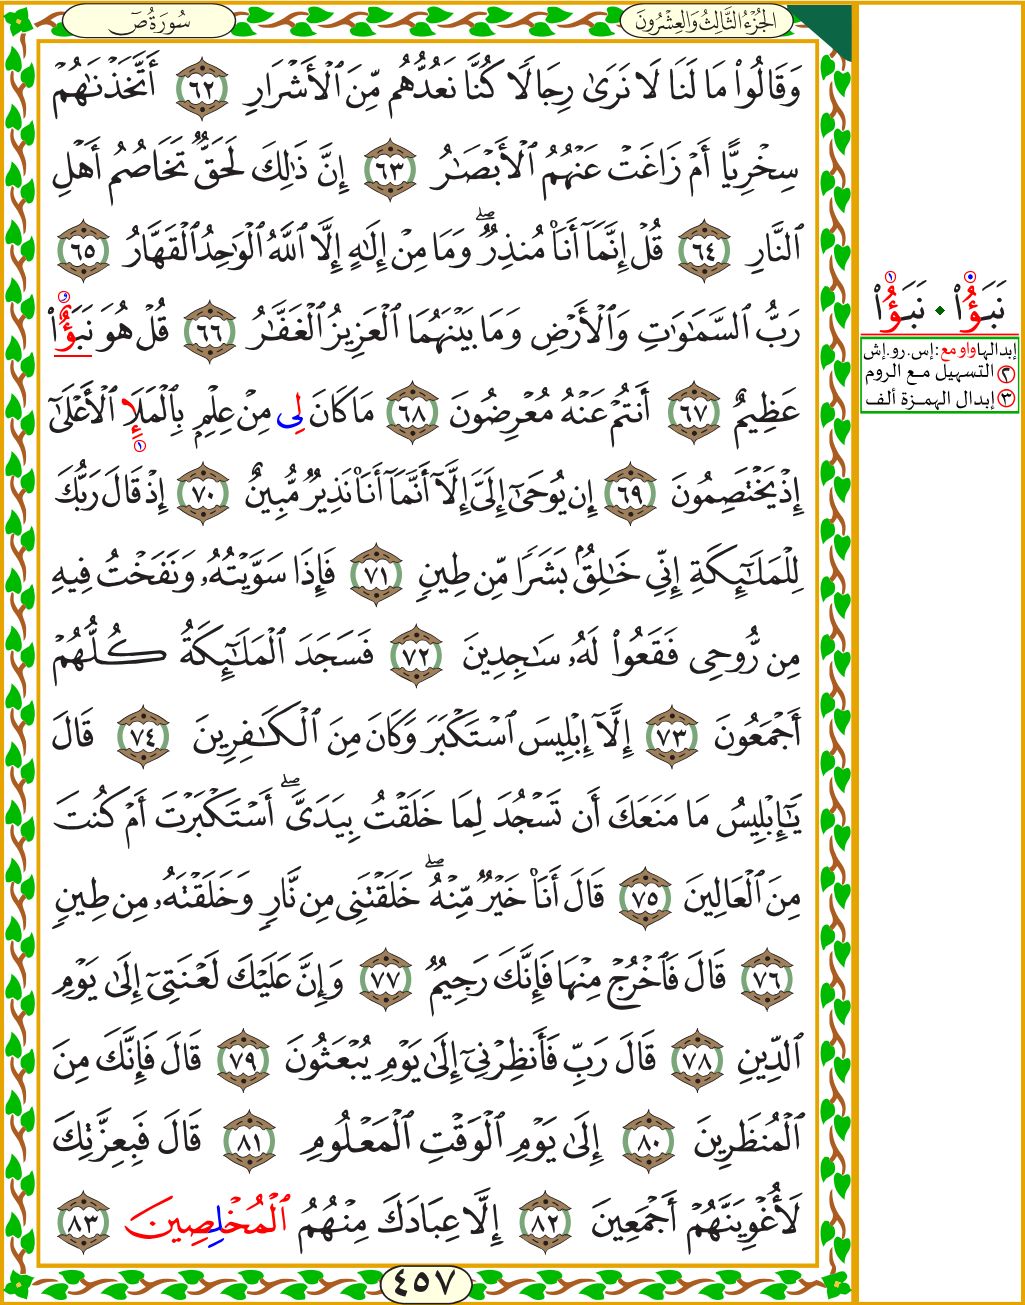 سُورَةُ صٓ
الجُزْءُ الثَّالِثُ وَالعِشْرُونَ
وَقَالُوا۟ مَا لَنَا لَا نَرَىٰ رِجَالًا كُنَّا نَعُدُّهُم مِّنَ ٱلْأَشْرَارِ ٦٢ أَتَّخَذْنَٰهُمْ
سِخْرِيًّا أَمْ زَاغَتْ عَنْهُمُ ٱلْأَبْصَٰرُ ٦٣ إِنَّ ذَٰلِكَ لَحَقٌّ تَخَاصُمُ أَهْلِ
ٱلنَّارِ ٦٤ قُلْ إِنَّمَآ أَنَا۠ مُنذِرٌ ۖ وَمَا مِنْ إِلَٰهٍ إِلَّا ٱللَّهُ ٱلْوَٰحِدُ ٱلْقَهَّارُ ٦٥
رَبُّ ٱلسَّمَٰوَٰتِ وَٱلْأَرْضِ وَمَا بَيْنَهُمَا ٱلْعَزِيزُ ٱلْغَفَّٰرُ ٦٦ قُلْ هُوَ نَبَؤٌا۟
عَظِيمٌ ٦٧ أَنتُمْ عَنْهُ مُعْرِضُونَ ٦٨ مَا كَانَ لِى مِنْ عِلْمٍۭ بِٱلْمَلَإِ ٱلْأَعْلَىٰٓ
إِذْ يَخْتَصِمُونَ ٦٩ إِن يُوحَىٰٓ إِلَىَّ إِلَّآ أَنَّمَآ أَنَا۠ نَذِيرٌ مُّبِينٌ ٧٠ إِذْ قَالَ رَبُّكَ
لِلْمَلَٰٓئِكَةِ إِنِّى خَٰلِقٌۢ بَشَرًا مِّن طِينٍ ٧١ فَإِذَا سَوَّيْتُهُۥ وَنَفَخْتُ فِيهِ
مِن رُّوحِى فَقَعُوا۟ لَهُۥ سَٰجِدِينَ ٧٢ فَسَجَدَ ٱلْمَلَٰٓئِكَةُ كُلُّهُمْ
أَجْمَعُونَ ٧٣ إِلَّآ إِبْلِيسَ ٱسْتَكْبَرَ وَكَانَ مِنَ ٱلْكَٰفِرِينَ ٧٤ قَالَ
يَٰٓإِبْلِيسُ مَا مَنَعَكَ أَن تَسْجُدَ لِمَا خَلَقْتُ بِيَدَىَّ ۖ أَسْتَكْبَرْتَ أَمْ كُنتَ
مِنَ ٱلْعَالِينَ ٧٥ قَالَ أَنَا۠ خَيْرٌ مِّنْهُ ۖ خَلَقْتَنِى مِن نَّارٍ وَخَلَقْتَهُۥ مِن طِينٍ
٧٦ قَالَ فَٱخْرُجْ مِنْهَا فَإِنَّكَ رَجِيمٌ ٧٧ وَإِنَّ عَلَيْكَ لَعْنَتِىٓ إِلَىٰ يَوْمِ
ٱلدِّينِ ٧٨ قَالَ رَبِّ فَأَنظِرْنِىٓ إِلَىٰ يَوْمِ يُبْعَثُونَ ٧٩ قَالَ فَإِنَّكَ مِنَ
ٱلْمُنظَرِينَ ٨٠ إِلَىٰ يَوْمِ ٱلْوَقْتِ ٱلْمَعْلُومِ ٨١ قَالَ فَبِعِزَّتِكَ
لَأُغْوِيَنَّهُمْ أَجْمَعِينَ ٨٢ إِلَّا عِبَادَكَ مِنْهُمُ ٱلْمُخْلِصِينَ ٨٣
٤٥٧
نَبَؤُا۟ • نَبَؤُا۟
إبدالها واو مع: إس. رو. إش
٢ التسهيل مع الروم
٣ إبدال الهمزة ألف